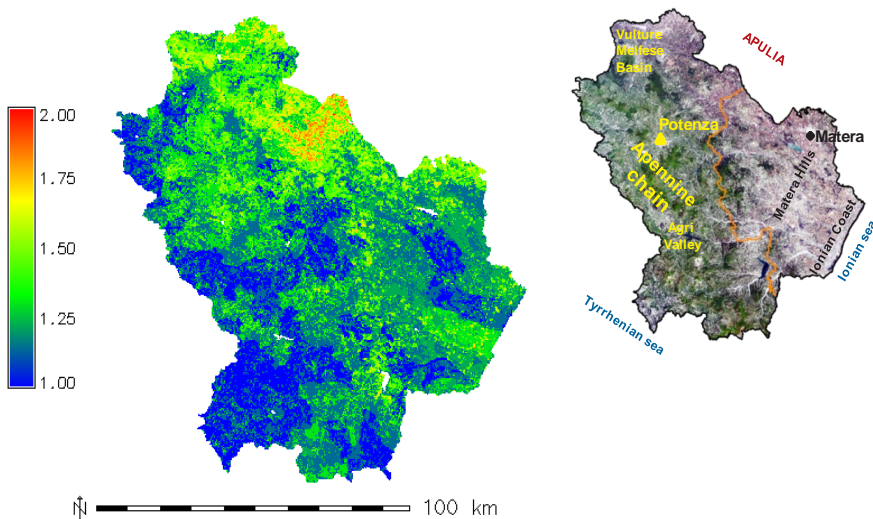 2.00
1.75
1.50
1.25
1.00
N
100 km
Vulture
Melfese
Basin
APULIA
Potenza
Matera
Apennine
chain
Matera Hills
Agri
Valley
Ionian Coast
Ionian sea
Tyrrhenian sea